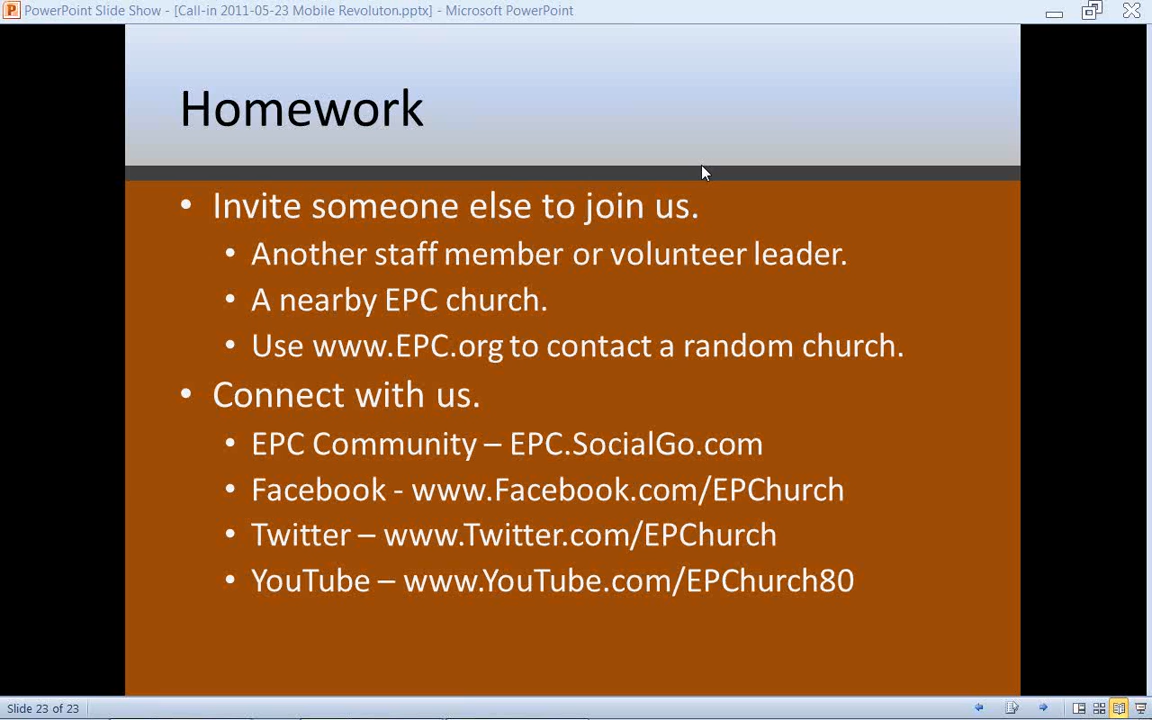 PowerPoint Slide Show - [Call-in 2011-05-23 Mobile Revoluton.pptx] - Microsoft PowerPoint
Homework
• Invite someone else to join us.
• Another staff member or volunteer leader.
• A nearby EPC church.
• Use www.EPC.org to contact a random church.
• Connect with us.
• EPC Community – EPC.SocialGo.com
• Facebook - www.Facebook.com/EPChurch
• Twitter – www.Twitter.com/EPChurch
• YouTube – www.YouTube.com/EPChurch80
Slide 23 of 23